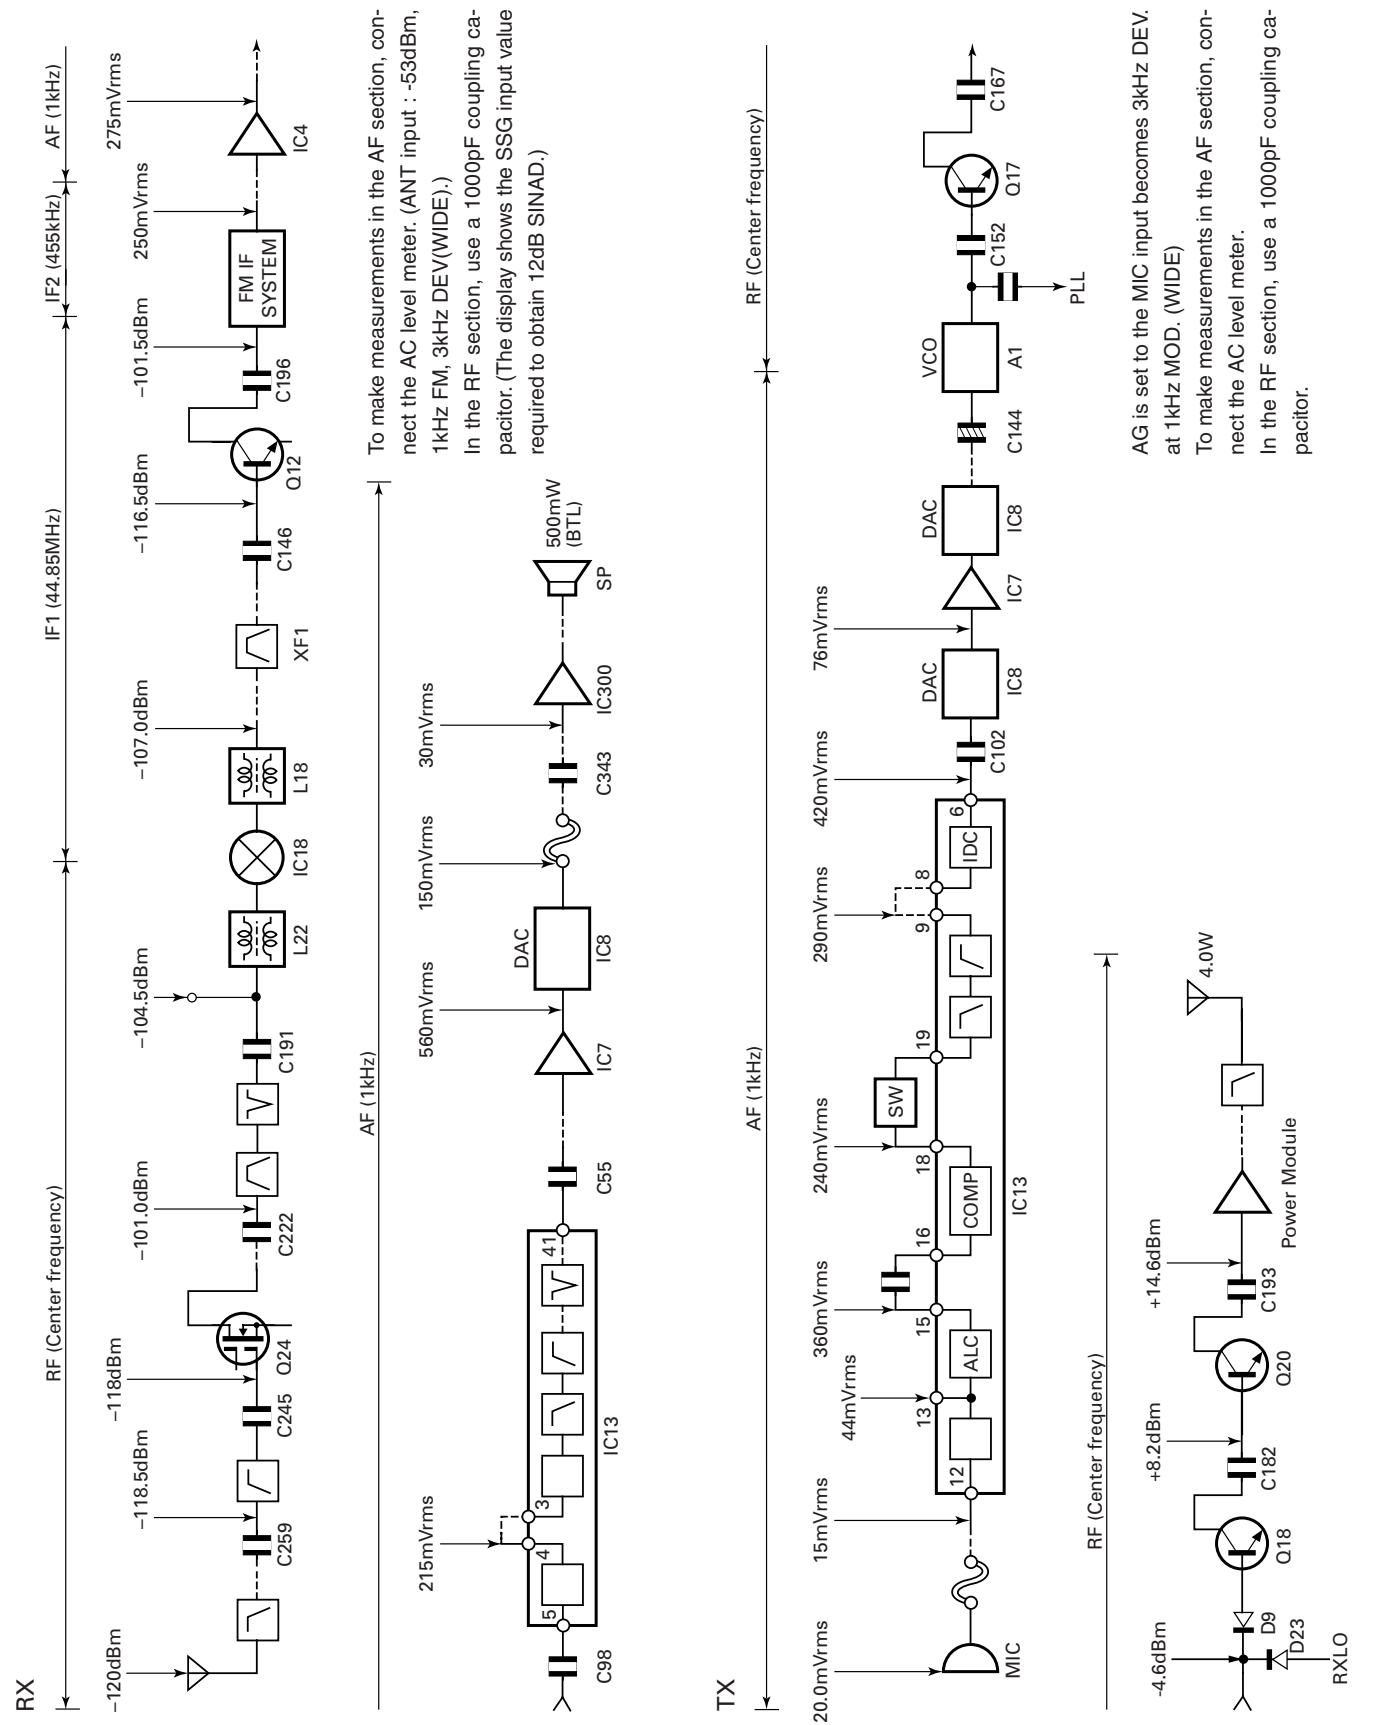 RX
RF (Center frequency)
IF1 (44.85MHz)
IF2 (455kHz)
AF (1kHz)
–120dBm
–118.5dBm
–118dBm
–101.0dBm
–104.5dBm
–107.0dBm
–116.5dBm
–101.5dBm
250mVrms
275mVrms
C259
C245
Q24
C222
C191
L22
IC18
L18
XF1
C146
Q12
C196
FM IF
SYSTEM
IC4
AF (1kHz)
215mVrms
560mVrms
150mVrms
30mVrms
C98
5
4
3
41
IC13
C55
IC7
DAC
IC8
C343
IC300
SP
500mW
(BTL)
To make measurements in the AF section, con-
nect the AC level meter. (ANT input : -53dBm,
1kHz FM, 3kHz DEV(WIDE).)
In the RF section, use a 1000pF coupling ca-
pacitor. (The display shows the SSG input value
required to obtain 12dB SINAD.)
TX
AF (1kHz)
RF (Center frequency)
20.0mVrms
15mVrms
44mVrms
360mVrms
240mVrms
290mVrms
420mVrms
76mVrms
MIC
12
13
ALC
15
16
COMP
18
SW
19
9
8
IDC
6
IC13
C102
DAC
IC8
IC7
DAC
IC8
C144
VCO
A1
PLL
C152
Q17
C167
RF (Center frequency)
-4.6dBm
+8.2dBm
+14.6dBm
4.0W
RXLO
D23
D9
Q18
C182
Q20
C193
Power Module
AG is set to the MIC input becomes 3kHz DEV.
at 1kHz MOD. (WIDE)
To make measurements in the AF section, con-
nect the AC level meter.
In the RF section, use a 1000pF coupling ca-
pacitor.